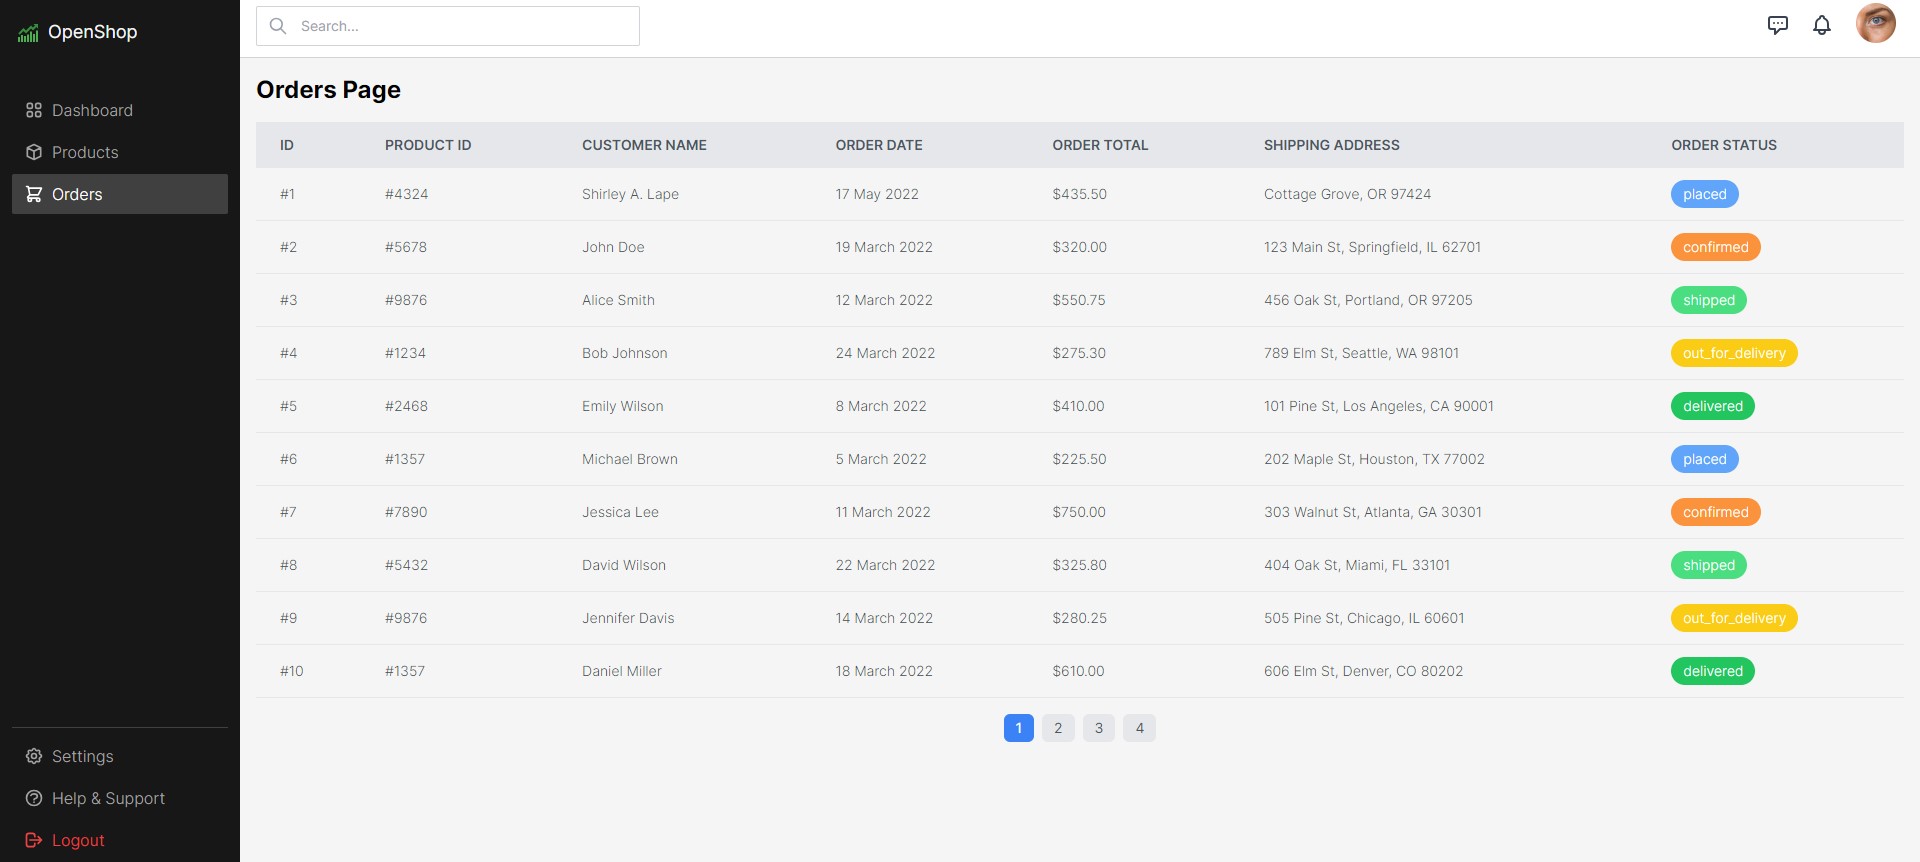 OpenShop
Dashboard
Products
Orders
Settings
Help & Support
Logout
Search...
Orders Page
ID PRODUCT ID CUSTOMER NAME ORDER DATE ORDER TOTAL SHIPPING ADDRESS ORDER STATUS
#1 #4324 Shirley A. Lape 17 May 2022 $435.50 Cottage Grove, OR 97424 placed
#2 #5678 John Doe 19 March 2022 $320.00 123 Main St, Springfield, IL 62701 confirmed
#3 #9876 Alice Smith 12 March 2022 $550.75 456 Oak St, Portland, OR 97205 shipped
#4 #1234 Bob Johnson 24 March 2022 $275.30 789 Elm St, Seattle, WA 98101 out_for_delivery
#5 #2468 Emily Wilson 8 March 2022 $410.00 101 Pine St, Los Angeles, CA 90001 delivered
#6 #1357 Michael Brown 5 March 2022 $225.50 202 Maple St, Houston, TX 77002 placed
#7 #7890 Jessica Lee 11 March 2022 $750.00 303 Walnut St, Atlanta, GA 30301 confirmed
#8 #5432 David Wilson 22 March 2022 $325.80 404 Oak St, Miami, FL 33101 shipped
#9 #9876 Jennifer Davis 14 March 2022 $280.25 505 Pine St, Chicago, IL 60601 out_for_delivery
#10 #1357 Daniel Miller 18 March 2022 $610.00 606 Elm St, Denver, CO 80202 delivered
1 2 3 4